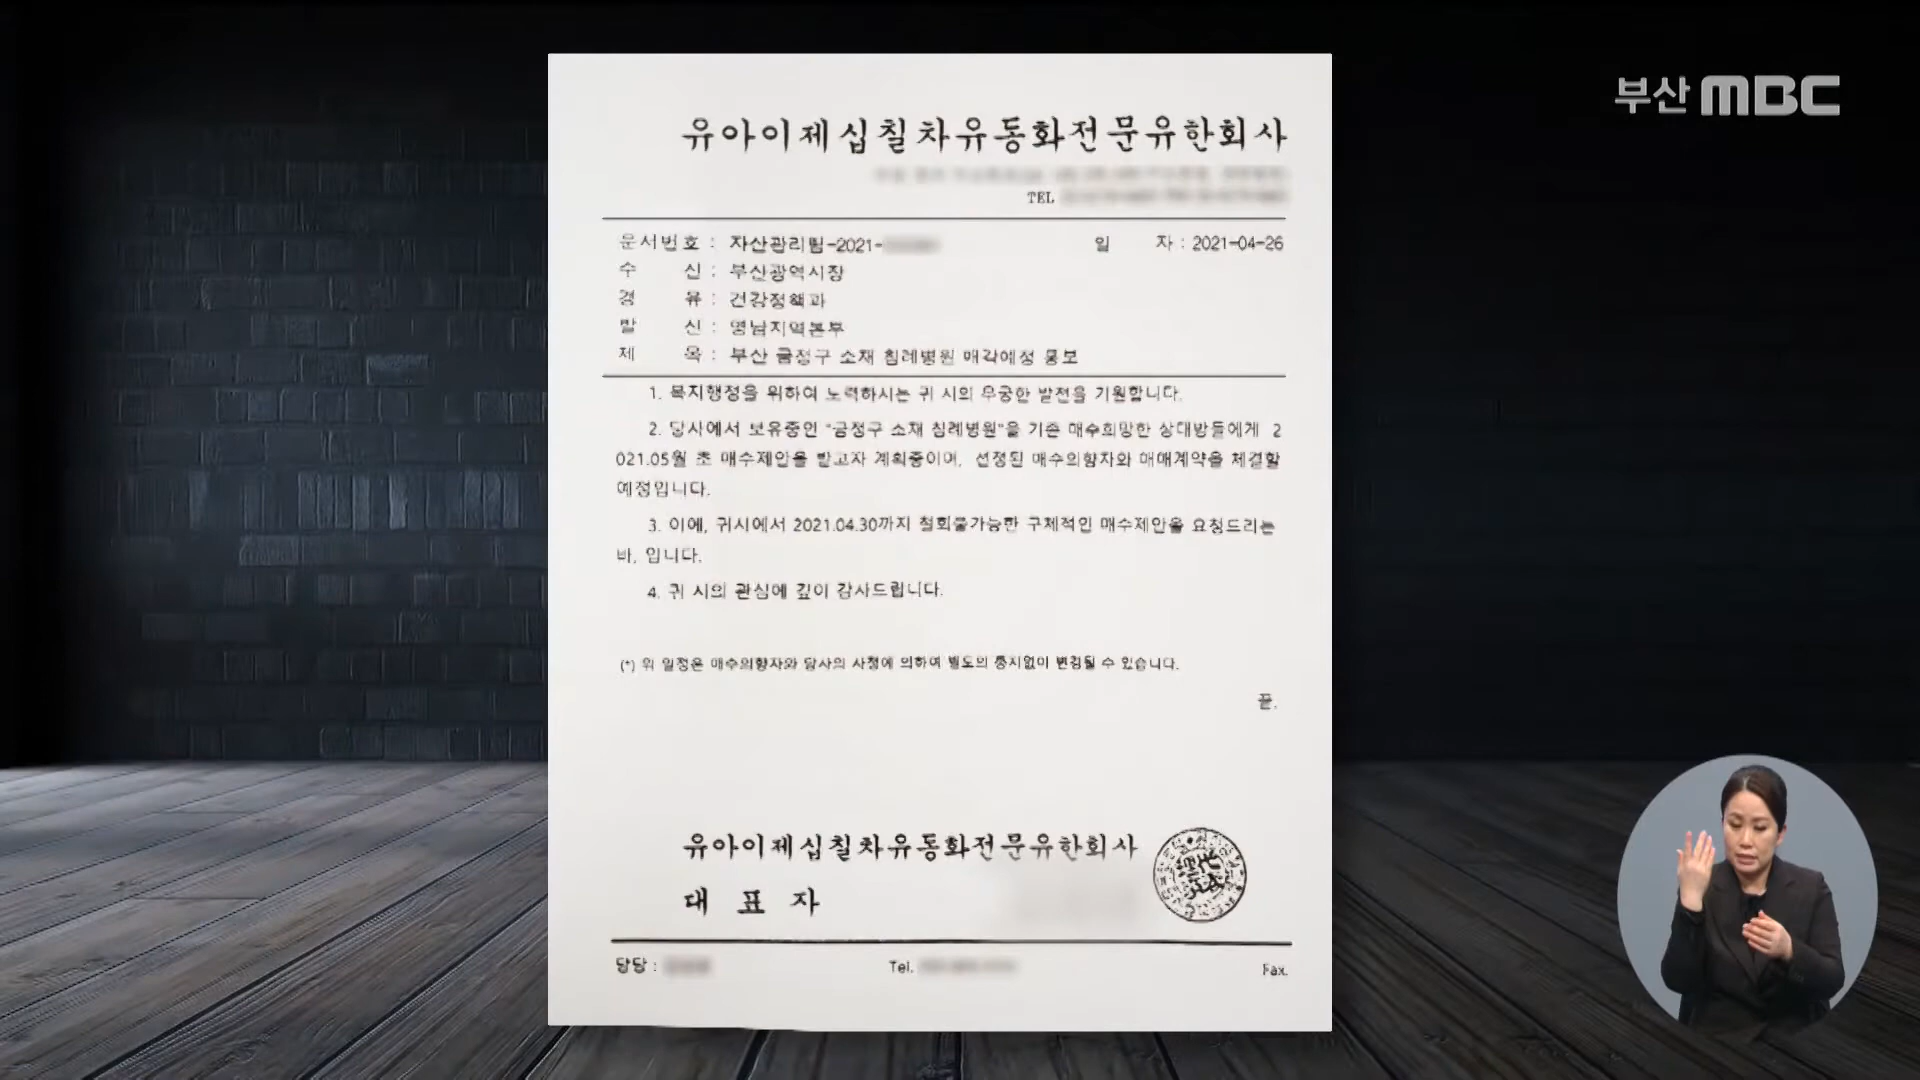 부산 MBC
유아이제십칠차유동화전문유한회사
TEL
문서번호 : 자산관리팀-2021- 일 자 : 2021-04-26
수 신 : 부산광역시장
경 유 : 건강정책과
발 신 : 영남지역본부
제 목 : 부산 금정구 소재 침례병원 매각예정 통보
1. 복지행정을 위하여 노력하시는 귀 시의 무궁한 발전을 기원합니다.
2. 당사에서 보유중인 "금정구 소재 침례병원"을 기존 매수희망한 상대방들에게 2
021.05월 초 매수제안을 받고자 계획중이며, 선정된 매수의향자와 매매계약을 체결할
예정입니다.
3. 이에, 귀시에서 2021.04.30까지 철회불가능한 구체적인 매수제안을 요청드리는
바, 입니다.
4. 귀 시의 관심에 깊이 감사드립니다.
(*) 위 일정은 매수의향자와 당사의 사정에 의하여 별도의 통지없이 변경될 수 있습니다.
끝.
유아이제십칠차유동화전문유한회사
대 표 자
담당 : Tel. Fax.